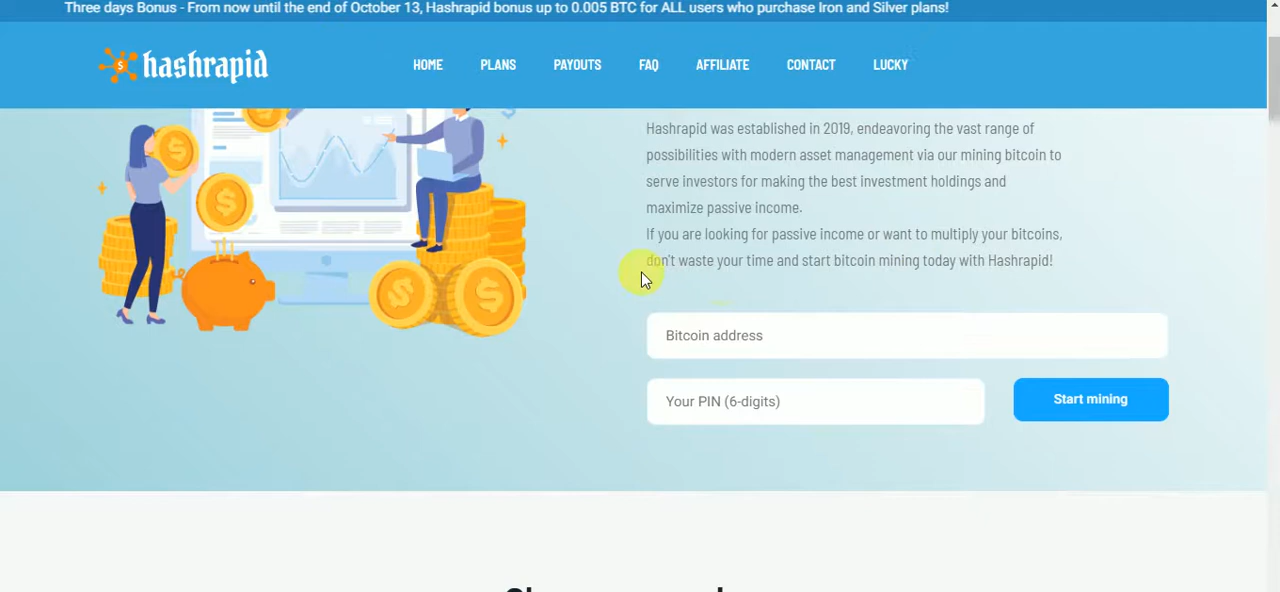 Three days Bonus - From now until the end of October 13, Hashrapid bonus up to 0.005 BTC for ALL users who purchase Iron and Silver plans!
hashrapid
HOME PLANS PAYOUTS FAQ AFFILIATE CONTACT LUCKY
Hashrapid was established in 2019, endeavoring the vast range of
possibilities with modern asset management via our mining bitcoin to
serve investors for making the best investment holdings and
maximize passive income.
If you are looking for passive income or want to multiply your bitcoins,
don't waste your time and start bitcoin mining today with Hashrapid!
Bitcoin address
Your PIN (6-digits)
Start mining